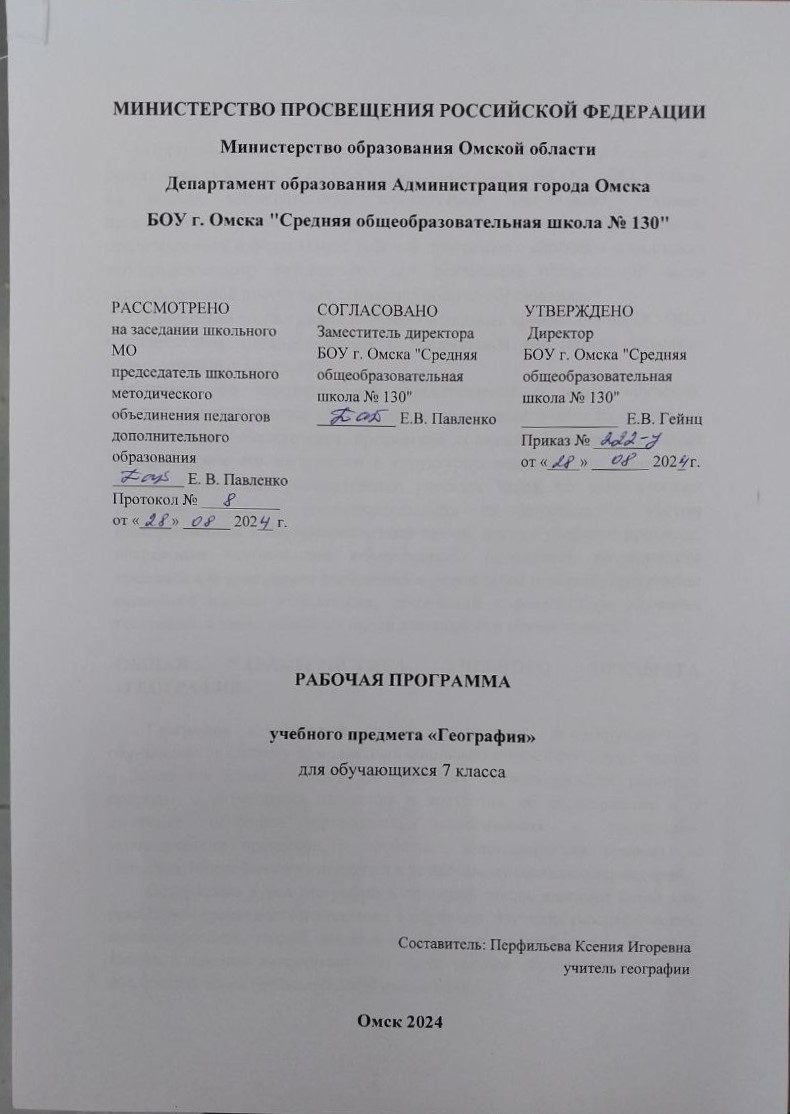 МИНИСТЕРСТВО ПРОСВЕЩЕНИЯ РОССИЙСКОЙ ФЕДЕРАЦИИ
Министерство образования Омской области
Департамент образования Администрация города Омска
БОУ г. Омска "Средняя общеобразовательная школа № 130"
РАССМОТРЕНО
на заседании школьного
МО
председатель школьного
методического
объединения педагогов
дополнительного
образования
Е. В. Павленко
Протокол № 8
от «28» 08 2024 г.
СОГЛАСОВАНО
Заместитель директора
БОУ г. Омска "Средняя
общеобразовательная
школа № 130"
Е.В. Павленко
УТВЕРЖДЕНО
Директор
БОУ г. Омска "Средняя
общеобразовательная
школа № 130"
Е.В. Гейнц
Приказ № 222-у
от «28» 08 2024г.
РАБОЧАЯ ПРОГРАММА
учебного предмета «География»
для обучающихся 7 класса
Составитель: Перфильева Ксения Игоревна
учитель географии
Омск 2024